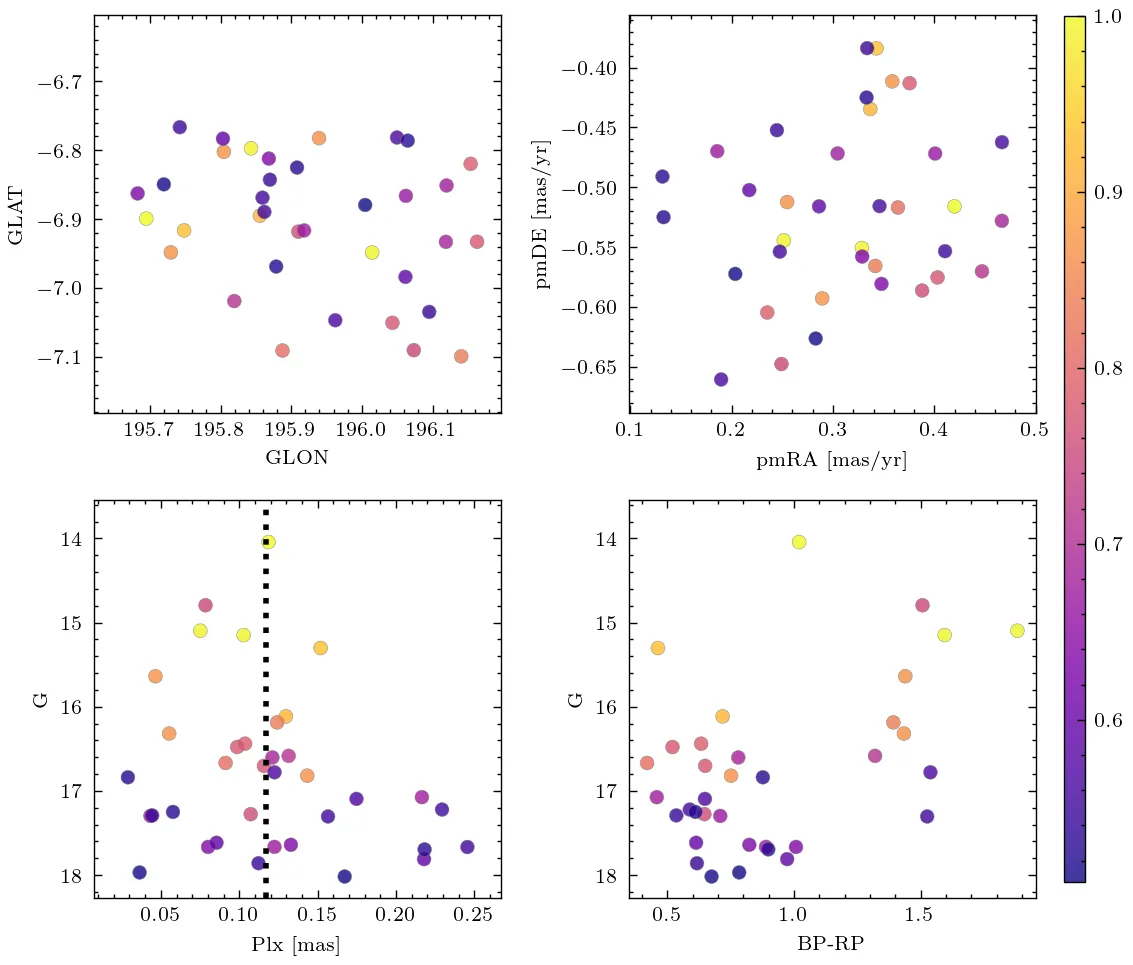 −6.7
−6.8
−6.9
−7.0
−7.1
GLAT
195.7 195.8 195.9 196.0 196.1
GLON
−0.40
−0.45
−0.50
−0.55
−0.60
−0.65
pmDE [mas/yr]
0.1 0.2 0.3 0.4 0.5
pmRA [mas/yr]
14
15
16
17
18
G
0.05 0.10 0.15 0.20 0.25
Plx [mas]
14
15
16
17
18
G
0.5 1.0 1.5
BP-RP
1.0
0.9
0.8
0.7
0.6